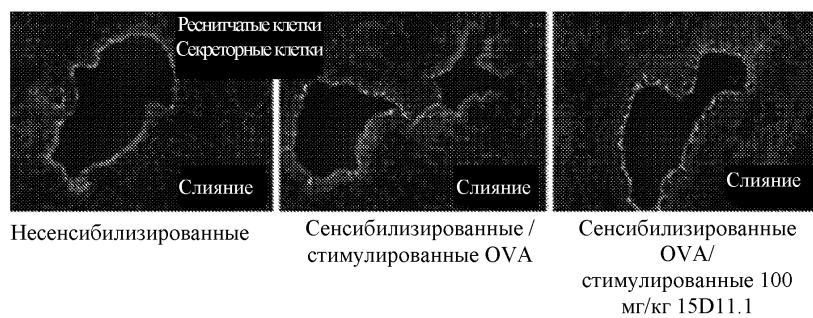 Реснитчатые клетки
Секреторные клетки
Слияние
Слияние
Слияние
Несенсибилизированные
Сенсибилизированные /
стимулированные OVA
Сенсибилизированные
OVA/
стимулированные 100
мг/кг 15D11.1